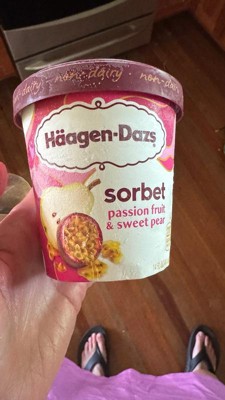 non-dairy non-dairy non-dairy
Häagen-Dazs
sorbet
passion fruit
& sweet pear